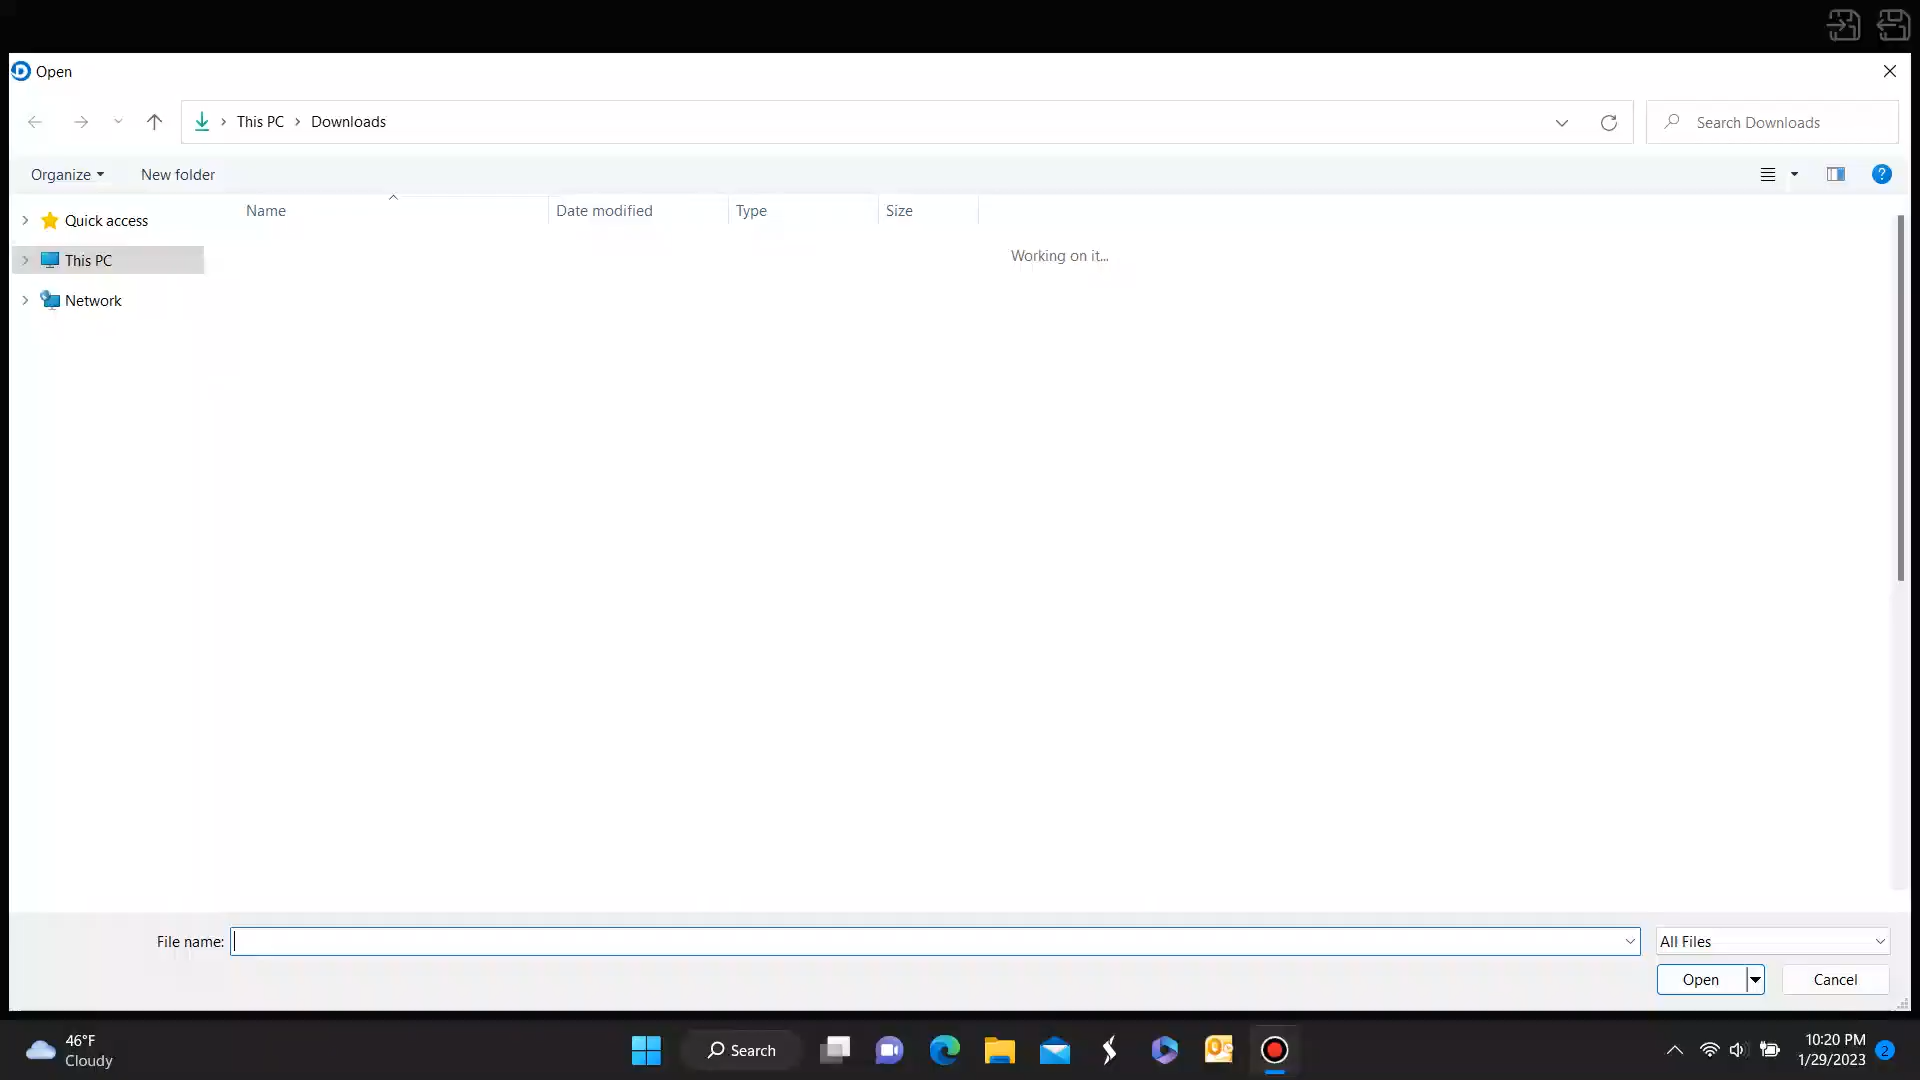 Open
This PC
Downloads
Search Downloads
Organize
New folder
Name
Date modified
Type
Size
Quick access
This PC
Network
Working on it...
File name:
All Files
Open
Cancel
46°F
Cloudy
Search
10:20 PM
1/29/2023
2